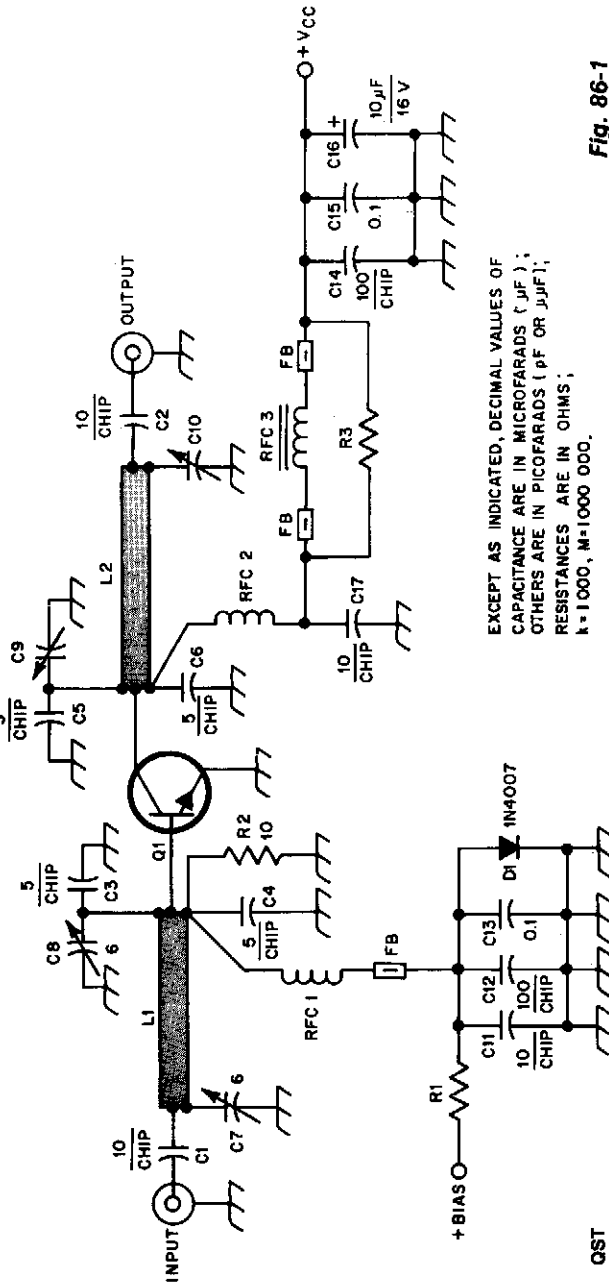 INPUT
10
CHIP
C1
C7
6
L1
C8
6
5
CHIP
C3
5
CHIP
C4
R2
10
Q1
RFC 1
FB
+BIAS
R1
C11
10
CHIP
C12
100
CHIP
C13
0.1
D1
1N4007
CHIP
C5
C9
5
CHIP
C6
L2
10
CHIP
C2
C10
OUTPUT
RFC 2
10
CHIP
C17
FB
RFC 3
FB
R3
C14
100
CHIP
C15
0.1
C16
+
10µF
16 V
+ VCC
EXCEPT AS INDICATED, DECIMAL VALUES OF
CAPACITANCE ARE IN MICROFARADS (µF);
OTHERS ARE IN PICOFARADS (pF OR µµF);
RESISTANCES ARE IN OHMS;
k=1000, M=1000 000.
QST
Fig. 86-1